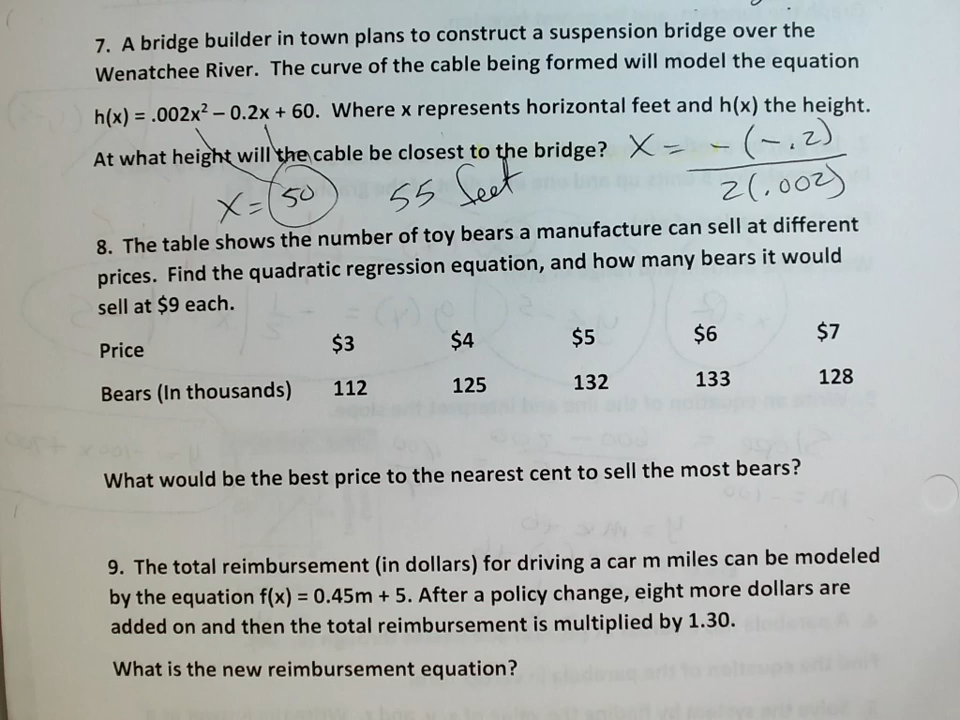 7. A bridge builder in town plans to construct a suspension bridge over the
Wenatchee River. The curve of the cable being formed will model the equation
h(x) = .002x² – 0.2x + 60. Where x represents horizontal feet and h(x) the height.
At what height will the cable be closest to the bridge? X = -(-.2)
2(.002)
X = 50 55 feet
8. The table shows the number of toy bears a manufacture can sell at different
prices. Find the quadratic regression equation, and how many bears it would
sell at $9 each.
Price $3 $4 $5 $6 $7
Bears (In thousands) 112 125 132 133 128
What would be the best price to the nearest cent to sell the most bears?
9. The total reimbursement (in dollars) for driving a car m miles can be modeled
by the equation f(x) = 0.45m + 5. After a policy change, eight more dollars are
added on and then the total reimbursement is multiplied by 1.30.
What is the new reimbursement equation?